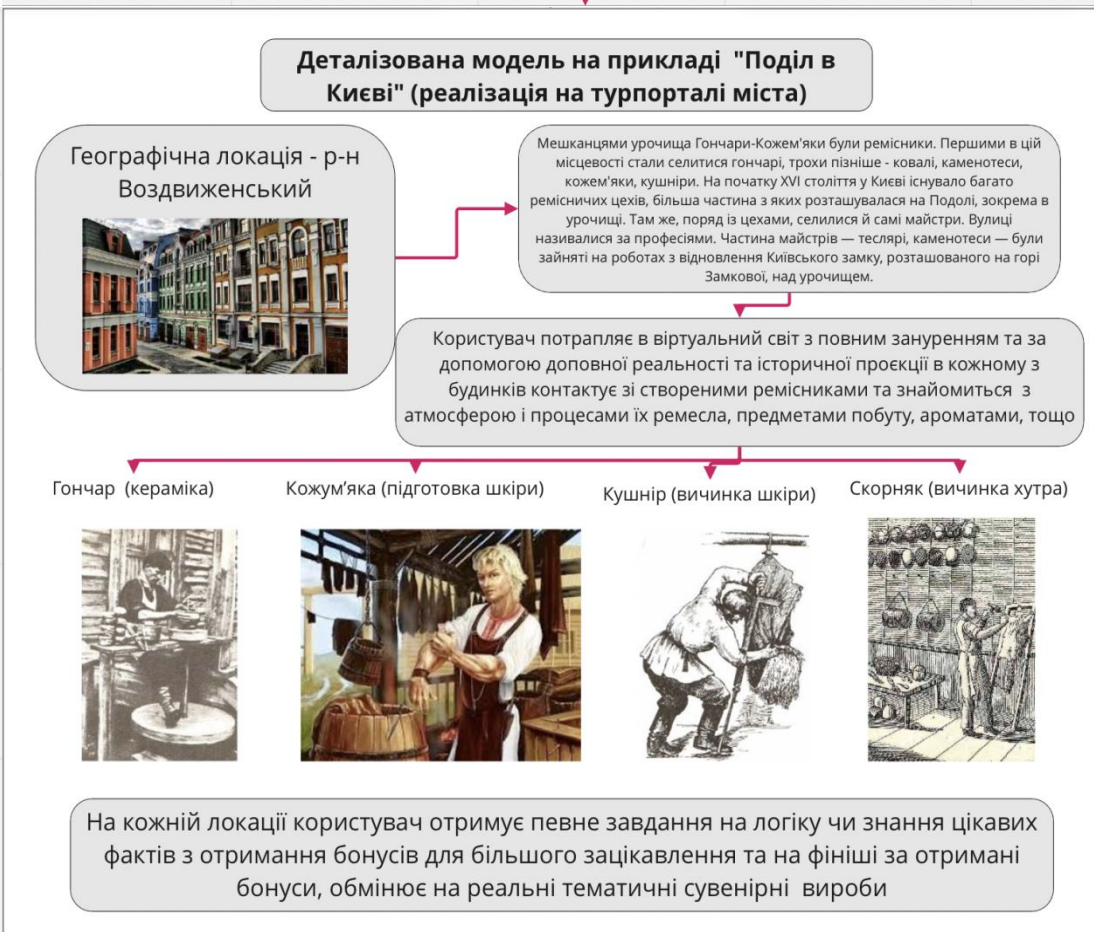 Деталізована модель на прикладі "Поділ в
Києві" (реалізація на турпорталі міста)
Географічна локація - р-н
Воздвиженський
Мешканцями урочища Гончари-Кожем'яки були ремісники. Першими в цій
місцевості стали селитися гончарі, трохи пізніше - ковалі, каменотеси,
кожем'яки, кушніри. На початку XVI століття у Києві існувало багато
ремісничих цехів, більша частина з яких розташувалася на Подолі, зокрема в
урочищі. Там же, поряд із цехами, селилися й самі майстри. Вулиці
називалися за професіями. Частина майстрів — теслярі, каменотеси — були
зайняті на роботах з відновлення Київського замку, розташованого на горі
Замкової, над урочищем.
Користувач потрапляє в віртуальний світ з повним зануренням та за
допомогою доповної реальності та історичної проєкції в кожному з
будинків контактує зі створеними ремісниками та знайомиться з
атмосферою і процесами їх ремесла, предметами побуту, ароматами, тощо
Гончар (кераміка)
Кожум’яка (підготовка шкіри)
Кушнір (вичинка шкіри)
Скорняк (вичинка хутра)
На кожній локації користувач отримує певне завдання на логіку чи знання цікавих
фактів з отримання бонусів для більшого зацікавлення та на фініші за отримані
бонуси, обмінює на реальні тематичні сувенірні вироби